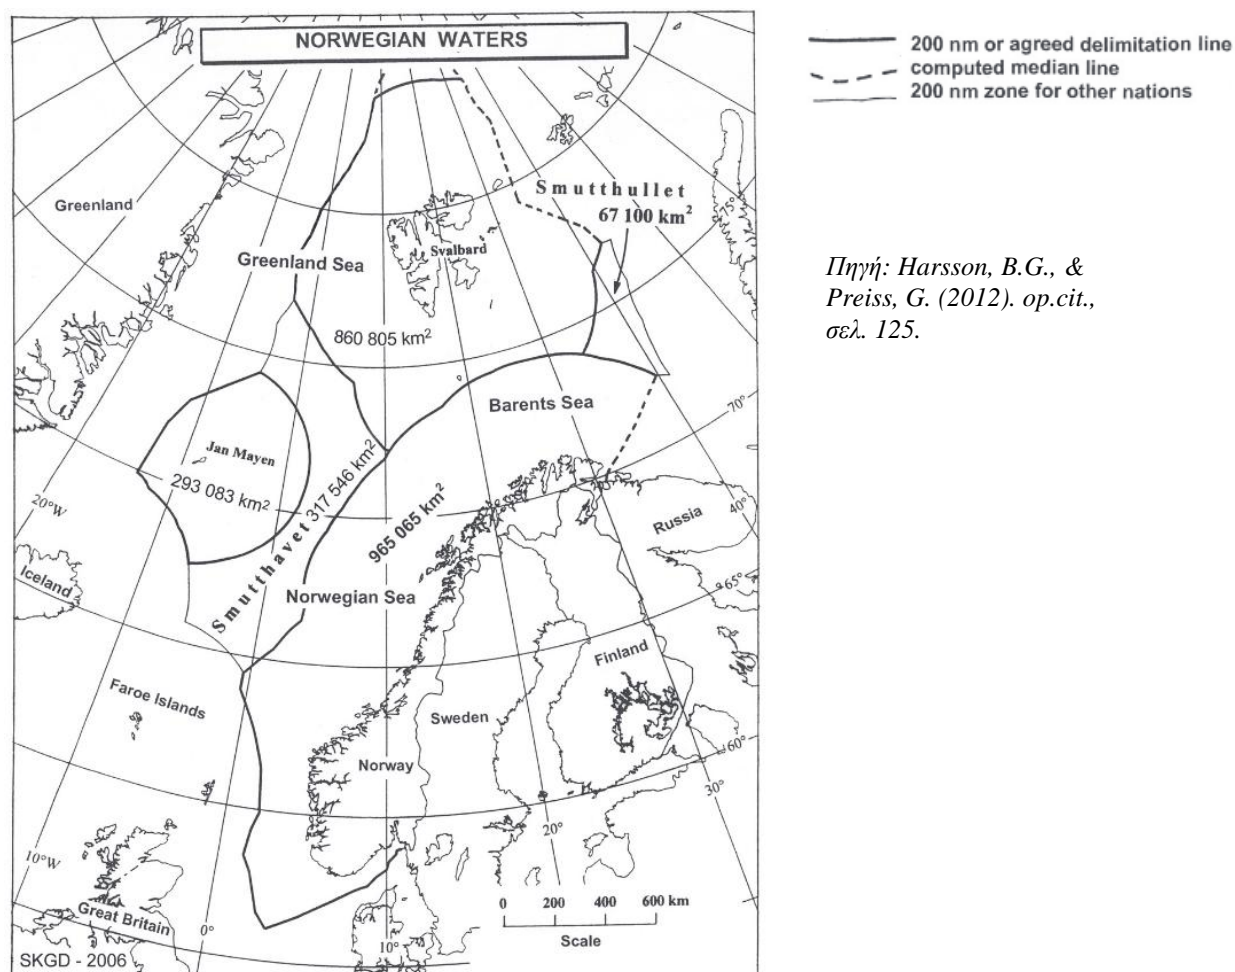 NORWEGIAN WATERS
200 nm or agreed delimitation line
computed median line
200 nm zone for other nations
Greenland
Smutthullet
67 100 km²
75°
Svalbard
Greenland Sea
Πηγή: Harsson, B.G., &
Preiss, G. (2012). op.cit.,
σελ. 125.
860 805 km²
Barents Sea
70°
Jan Mayen
293 083 km²
Smutthavet 317 546 km²
965 065 km²
20°W
40°
Russia
Iceland
65°
Norwegian Sea
Finland
Faroe Islands
Sweden
60°
Norway
30°
20°
10°W
0 200 400 600 km
Scale
Great Britain
0°
10°
SKGD - 2006